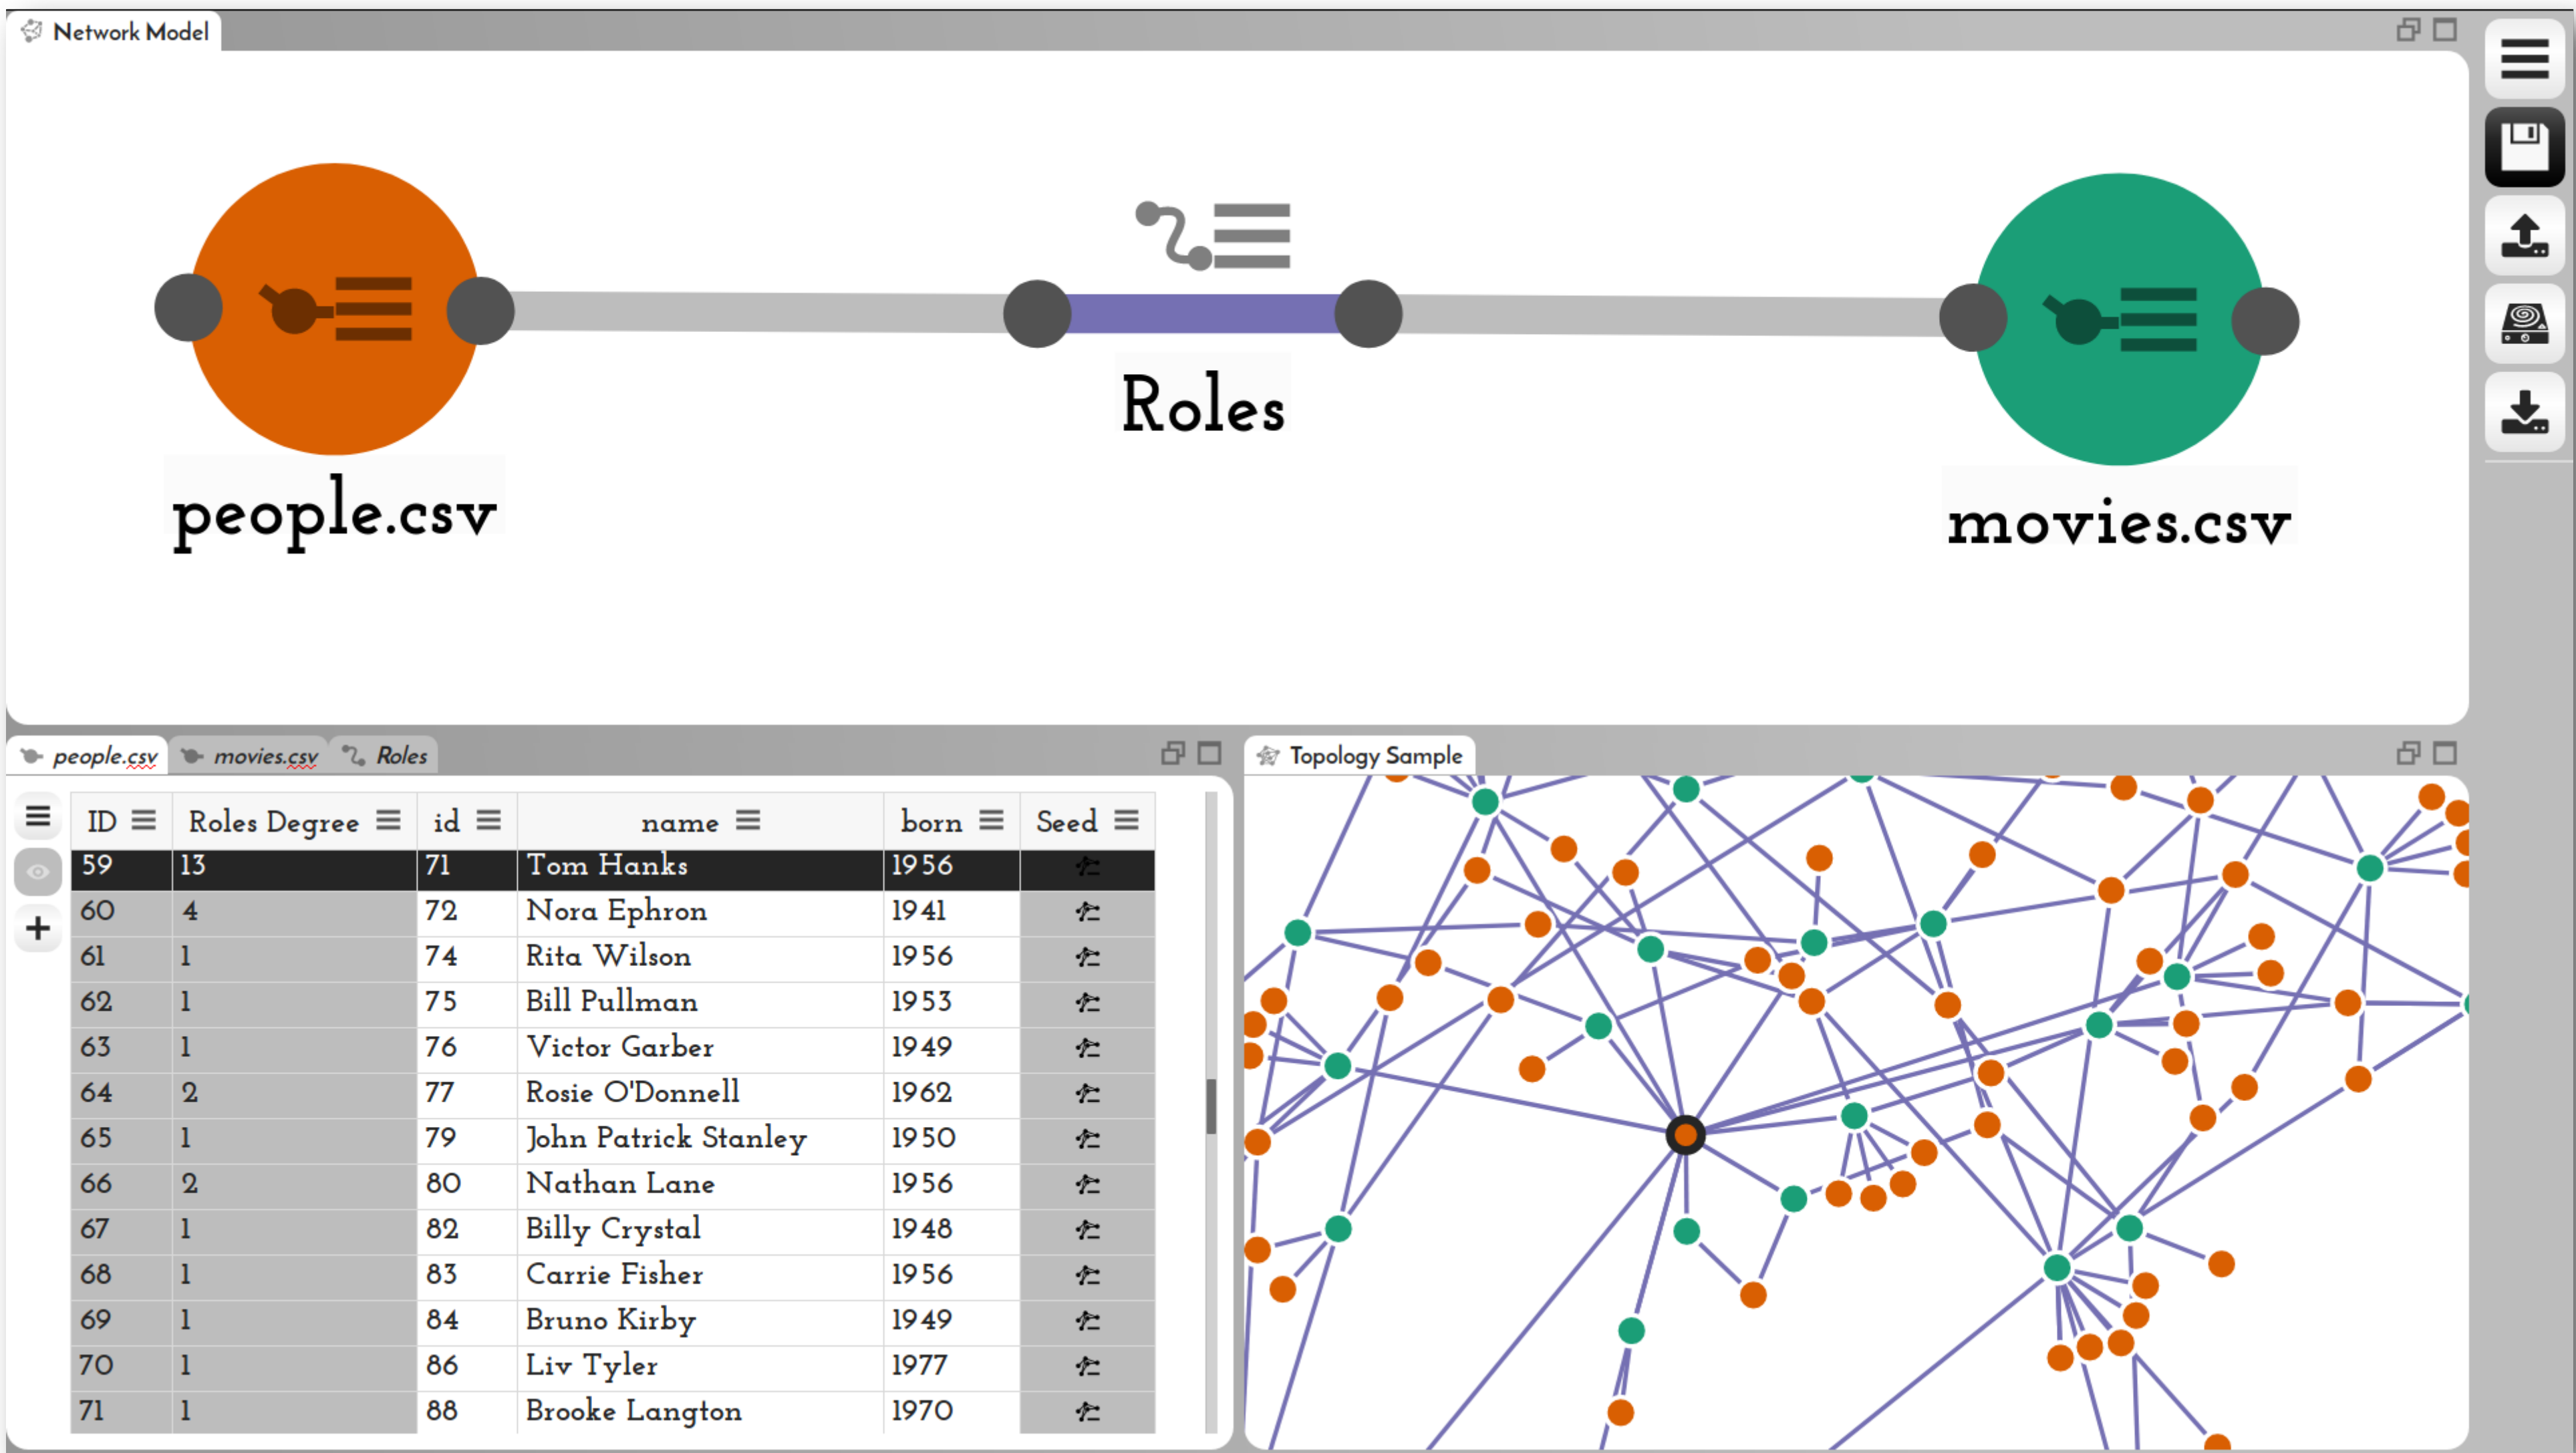 Network Model
Roles
people.csv
movies.csv
people.csv movies.csv Roles
ID Roles Degree id name born Seed
59 13 71 Tom Hanks 1956
60 4 72 Nora Ephron 1941
61 1 74 Rita Wilson 1956
62 1 75 Bill Pullman 1953
63 1 76 Victor Garber 1949
64 2 77 Rosie O'Donnell 1962
65 1 79 John Patrick Stanley 1950
66 2 80 Nathan Lane 1956
67 1 82 Billy Crystal 1948
68 1 83 Carrie Fisher 1956
69 1 84 Bruno Kirby 1949
70 1 86 Liv Tyler 1977
71 1 88 Brooke Langton 1970
Topology Sample